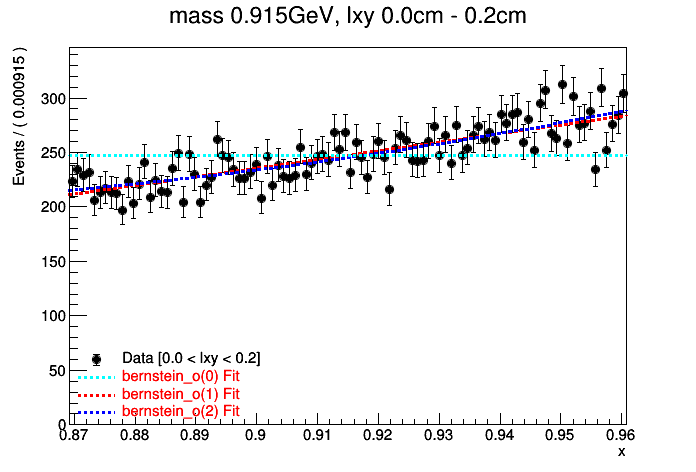 mass 0.915GeV, lxy 0.0cm - 0.2cm
Events / ( 0.000915 )
300
250
200
150
100
50
0
Data [0.0 < lxy < 0.2]
bernstein_o(0) Fit
bernstein_o(1) Fit
bernstein_o(2) Fit
0.87 0.88 0.89 0.9 0.91 0.92 0.93 0.94 0.95 0.96
x